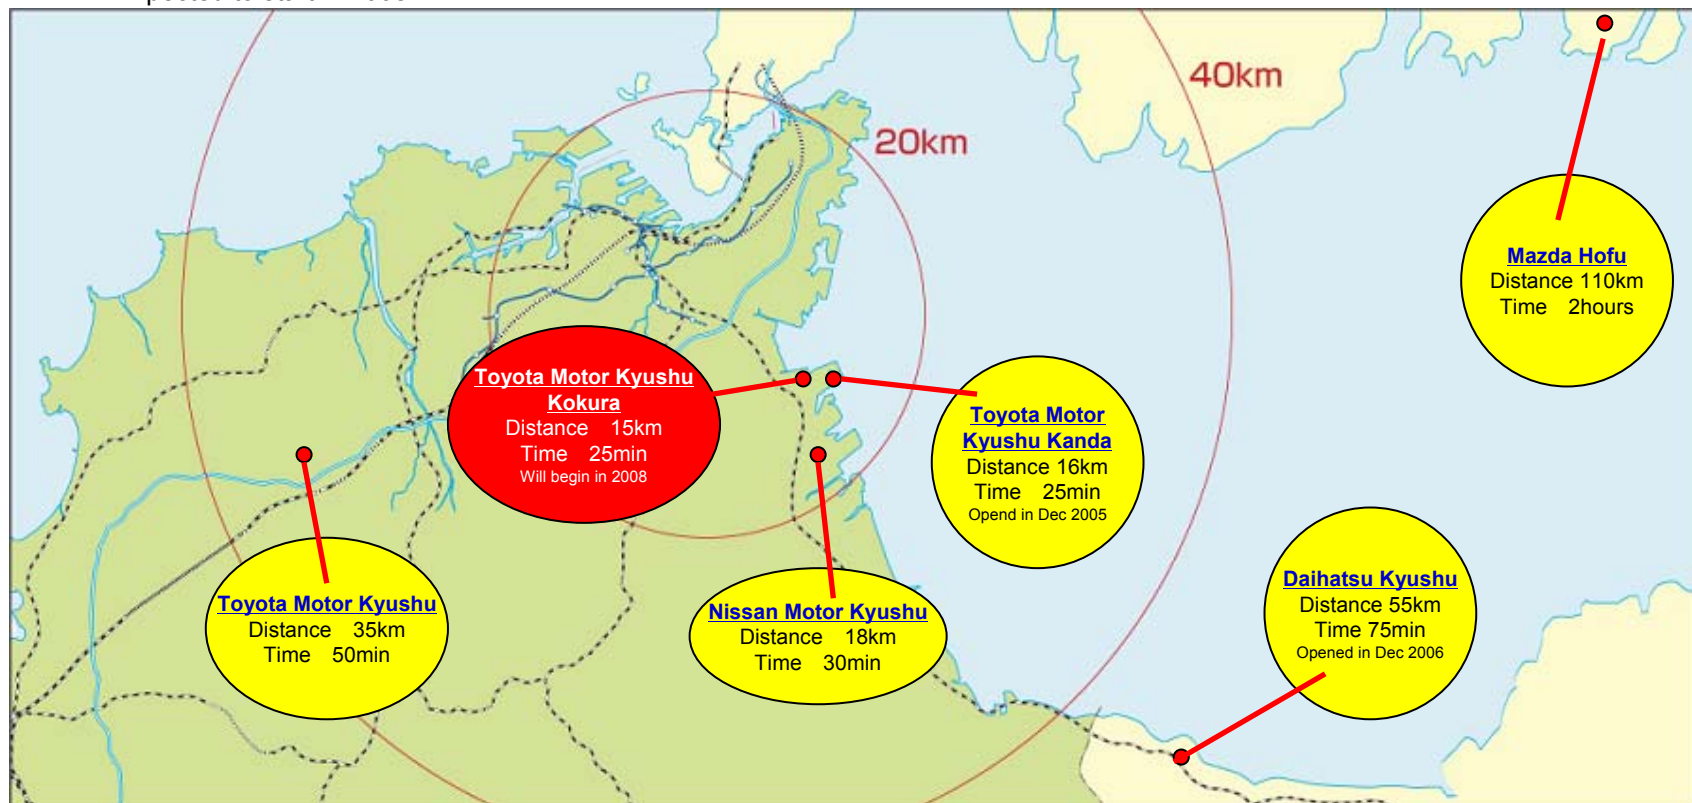 40km
20km
Mazda Hofu
Distance 110km
Time 2hours
Toyota Motor Kyushu
Kokura
Distance 15km
Time 25min
Will begin in 2008
Toyota Motor
Kyushu Kanda
Distance 16km
Time 25min
Opend in Dec 2005
Toyota Motor Kyushu
Distance 35km
Time 50min
Nissan Motor Kyushu
Distance 18km
Time 30min
Daihatsu Kyushu
Distance 55km
Time 75min
Opened in Dec 2006